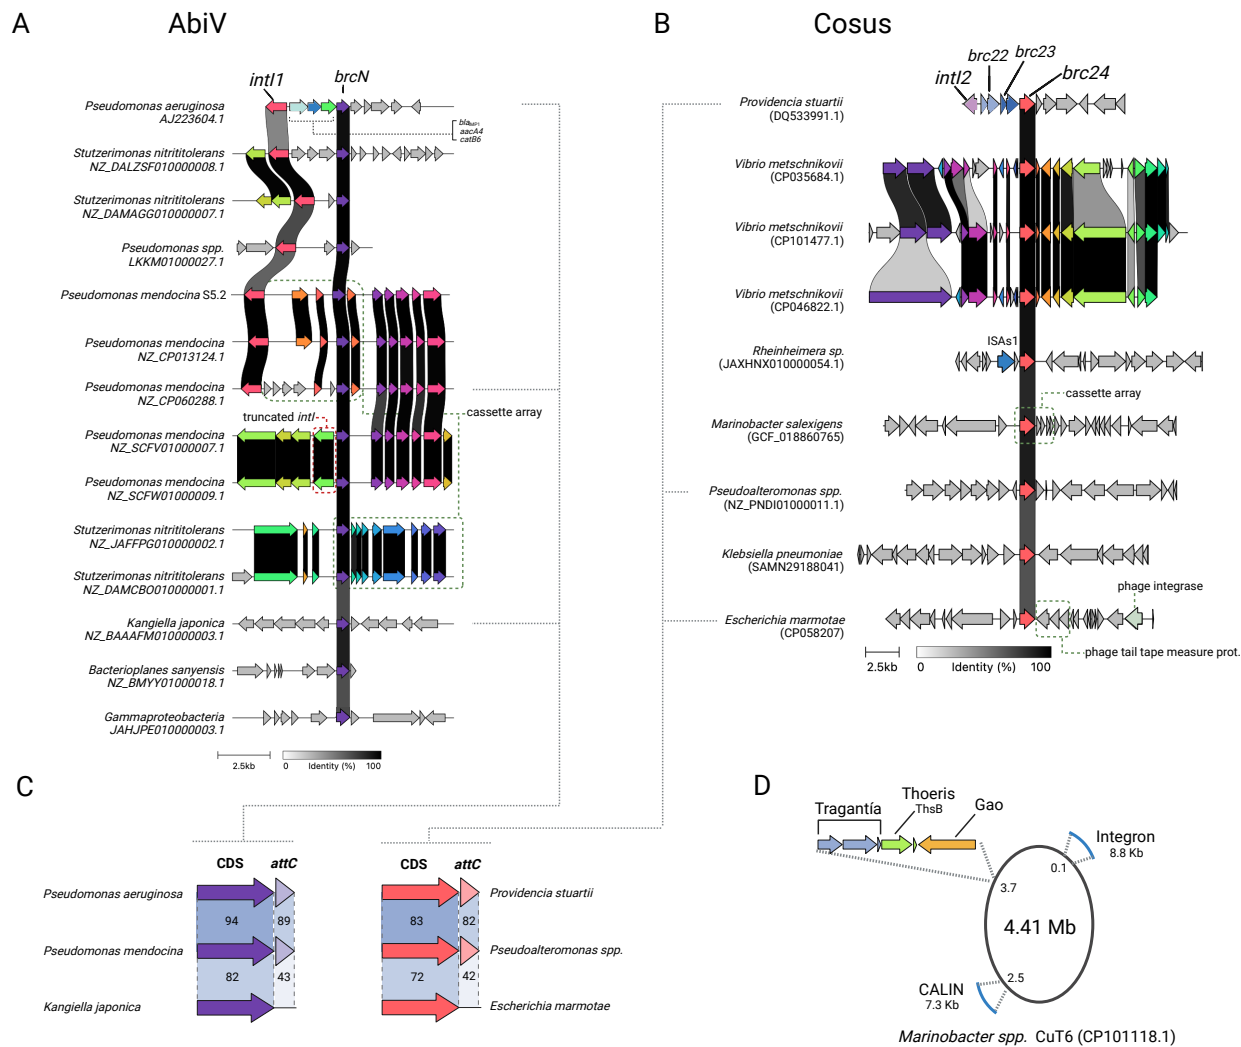 A
AbiV
intI1
brcN
Pseudomonas aeruginosa
AJ223604.1
blaIMP1
aacA4
catB6
Stutzerimonas nitrititolerans
NZ_DALZSF010000008.1
Stutzerimonas nitrititolerans
NZ_DAMAGG010000007.1
Pseudomonas spp.
LKKM01000027.1
Pseudomonas mendocina S5.2
Pseudomonas mendocina
NZ_CP013124.1
Pseudomonas mendocina
NZ_CP060288.1
cassette array
truncated intI
Pseudomonas mendocina
NZ_SCFV01000007.1
Pseudomonas mendocina
NZ_SCFW01000009.1
Stutzerimonas nitrititolerans
NZ_JAFFPG010000002.1
Stutzerimonas nitrititolerans
NZ_DAMCBO010000001.1
Kangiella japonica
NZ_BAAAFM010000003.1
Bacterioplanes sanyensis
NZ_BMYY01000018.1
Gammaproteobacteria
JAHJPE010000003.1
2.5kb
0 Identity (%) 100
B
Cosus
intI2
brc22
brc23
brc24
Providencia stuartii
(DQ533991.1)
Vibrio metschnikovii
(CP035684.1)
Vibrio metschnikovii
(CP101477.1)
Vibrio metschnikovii
(CP046822.1)
ISAs1
Rheinheimera sp.
(JAXHNX010000054.1)
cassette array
Marinobacter salexigens
(GCF_018860765)
Pseudoalteromonas spp.
(NZ_PNDI01000011.1)
Klebsiella pneumoniae
(SAMN29188041)
phage integrase
Escherichia marmotae
(CP058207)
phage tail tape measure prot.
2.5kb
0 Identity (%) 100
C
CDS attC
Pseudomonas aeruginosa
94 89
Pseudomonas mendocina
82 43
Kangiella japonica
CDS attC
Providencia stuartii
83 82
Pseudoalteromonas spp.
72 42
Escherichia marmotae
D
Tragantía
Thoeris
ThsB
Gao
Integron
8.8 Kb
0.1
3.7
4.41 Mb
2.5
CALIN
7.3 Kb
Marinobacter spp. CuT6 (CP101118.1)